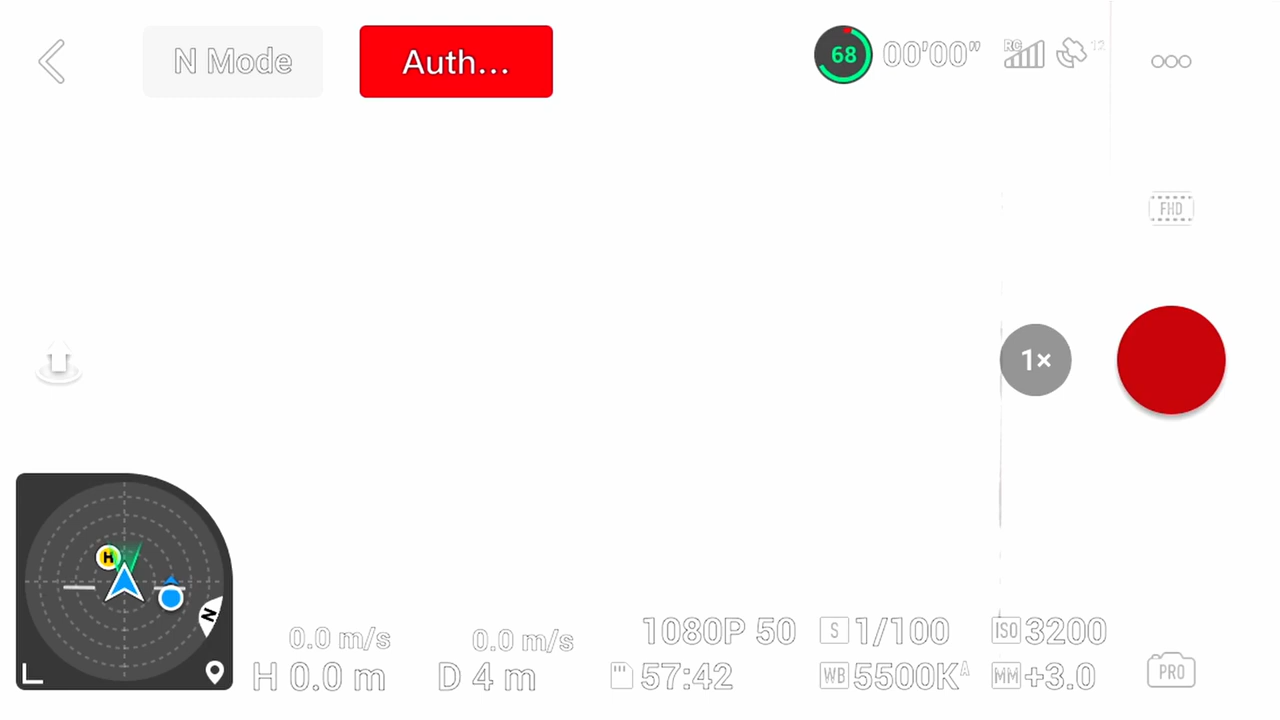 N Mode
Auth...
68
00'00"
RC
12
FHD
1×
H
N
0.0 m/s
0.0 m/s
1080P 50
S 1/100
ISO 3200
H 0.0 m
D 4 m
57:42
WB 5500K A
MM +3.0
PRO